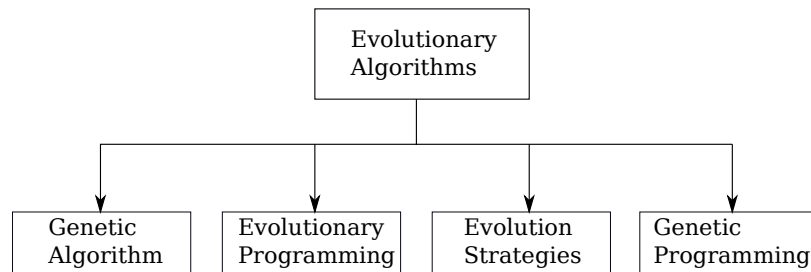 Evolutionary
Algorithms
Genetic
Algorithm
Evolutionary
Programming
Evolution
Strategies
Genetic
Programming